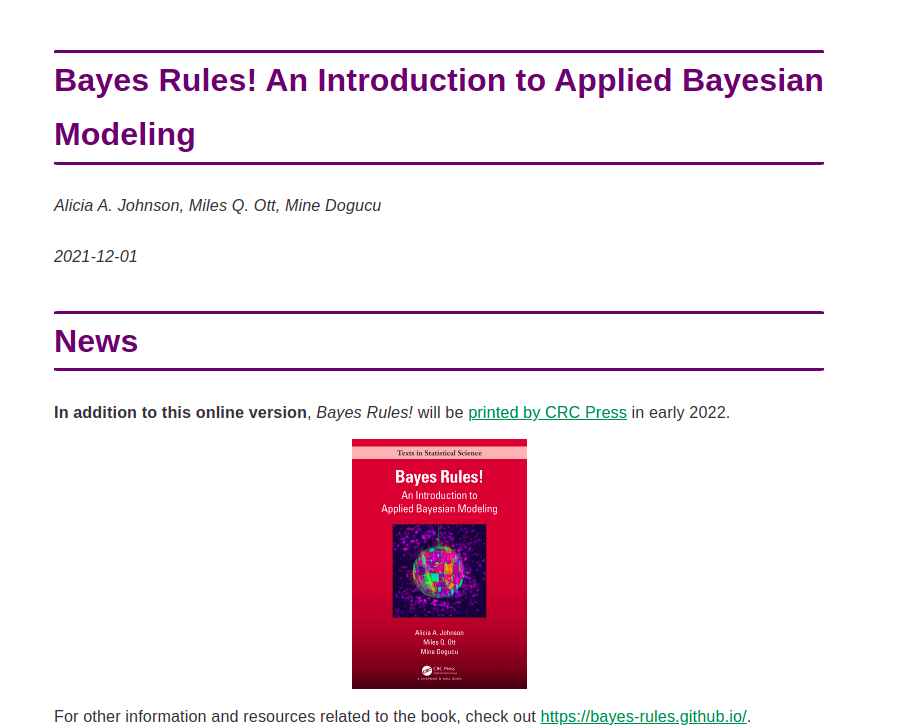 Bayes Rules! An Introduction to Applied Bayesian
Modeling
Alicia A. Johnson, Miles Q. Ott, Mine Dogucu
2021-12-01
News
In addition to this online version, Bayes Rules! will be printed by CRC Press in early 2022.
Texts in Statistical Science
Bayes Rules!
An Introduction to
Applied Bayesian Modeling
Alicia A. Johnson
Miles Q. Ott
Mine Dogucu
CRC Press
A CHAPMAN & HALL BOOK
For other information and resources related to the book, check out https://bayes-rules.github.io/.